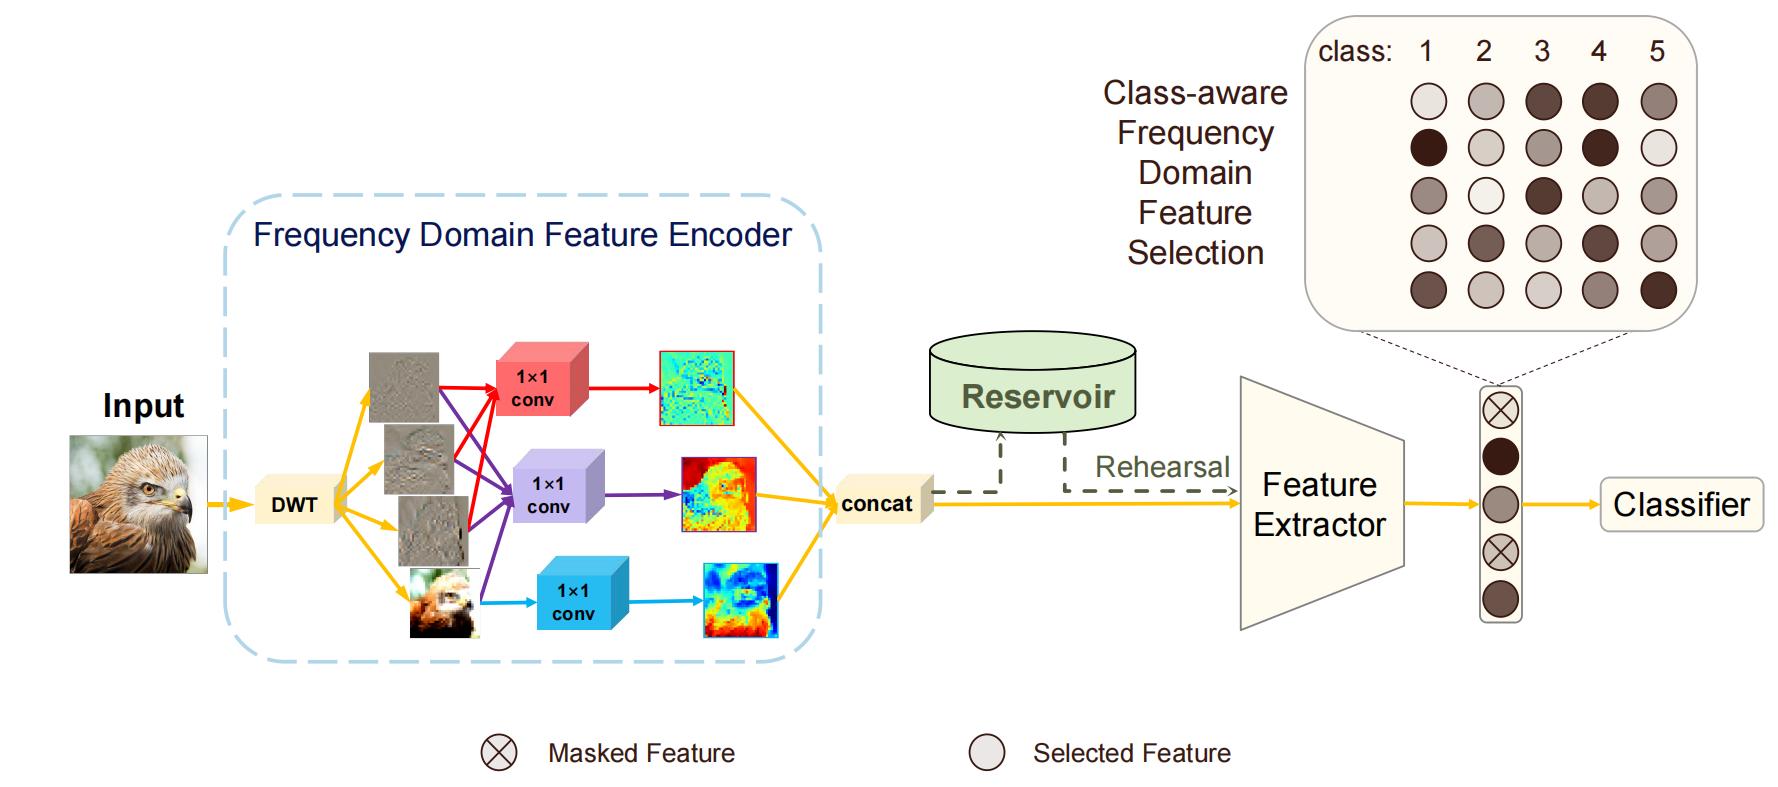 class: 1 2 3 4 5
Class-aware
Frequency
Domain
Feature
Selection
Frequency Domain Feature Encoder
Input
DWT
1×1
conv
1×1
conv
1×1
conv
concat
Reservoir
Rehearsal
Feature
Extractor
Classifier
Masked Feature
Selected Feature